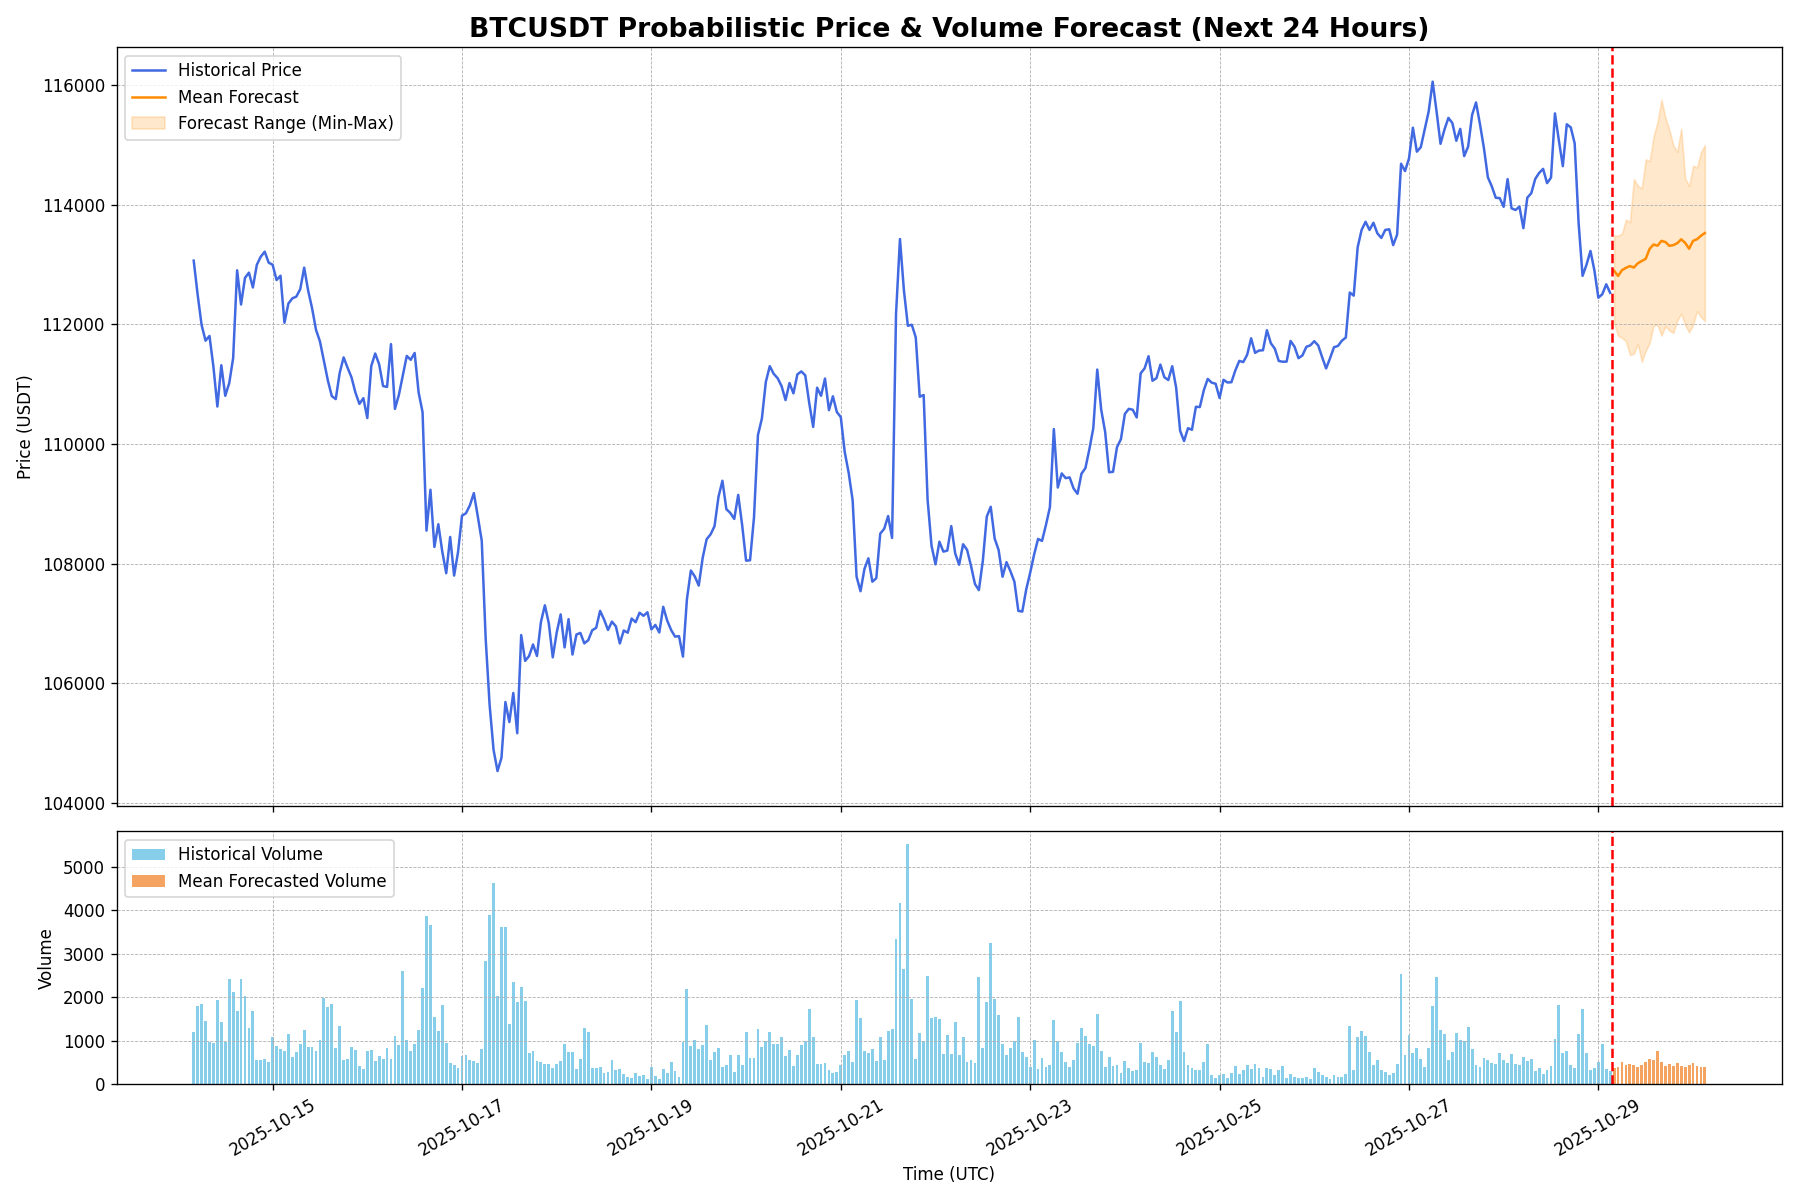 BTCUSDT Probabilistic Price & Volume Forecast (Next 24 Hours)
Historical Price
Mean Forecast
Forecast Range (Min-Max)
116000
114000
112000
110000
108000
106000
104000
Price (USDT)
Historical Volume
Mean Forecasted Volume
5000
4000
3000
2000
1000
0
Volume
2025-10-15
2025-10-17
2025-10-19
2025-10-21
2025-10-23
2025-10-25
2025-10-27
2025-10-29
Time (UTC)